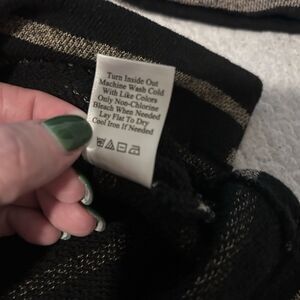 Turn Inside Out
Machine Wash Cold
With Like Colors
Only Non-Chlorine
Bleach When Needed
Lay Flat To Dry
Cool Iron If Needed